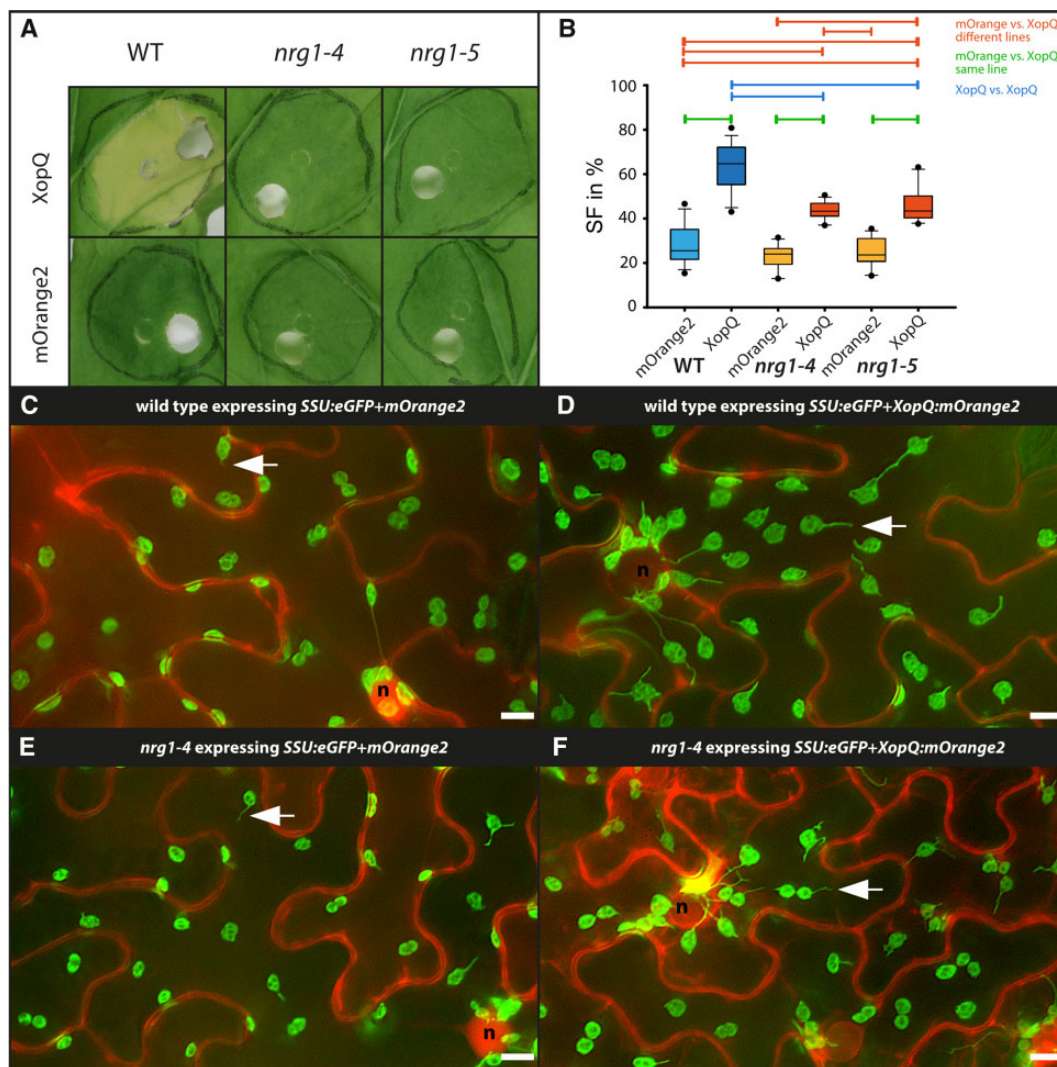 A
WT
nrg1-4
nrg1-5
XopQ
mOrange2
B
mOrange vs. XopQ
different lines
mOrange vs. XopQ
same line
XopQ vs. XopQ
SF in %
100
80
60
40
20
0
mOrange2
XopQ
mOrange2
XopQ
mOrange2
XopQ
WT
nrg1-4
nrg1-5
C
wild type expressing SSU:eGFP+mOrange2
D
wild type expressing SSU:eGFP+XopQ:mOrange2
n
n
E
nrg1-4 expressing SSU:eGFP+mOrange2
F
nrg1-4 expressing SSU:eGFP+XopQ:mOrange2
n
n